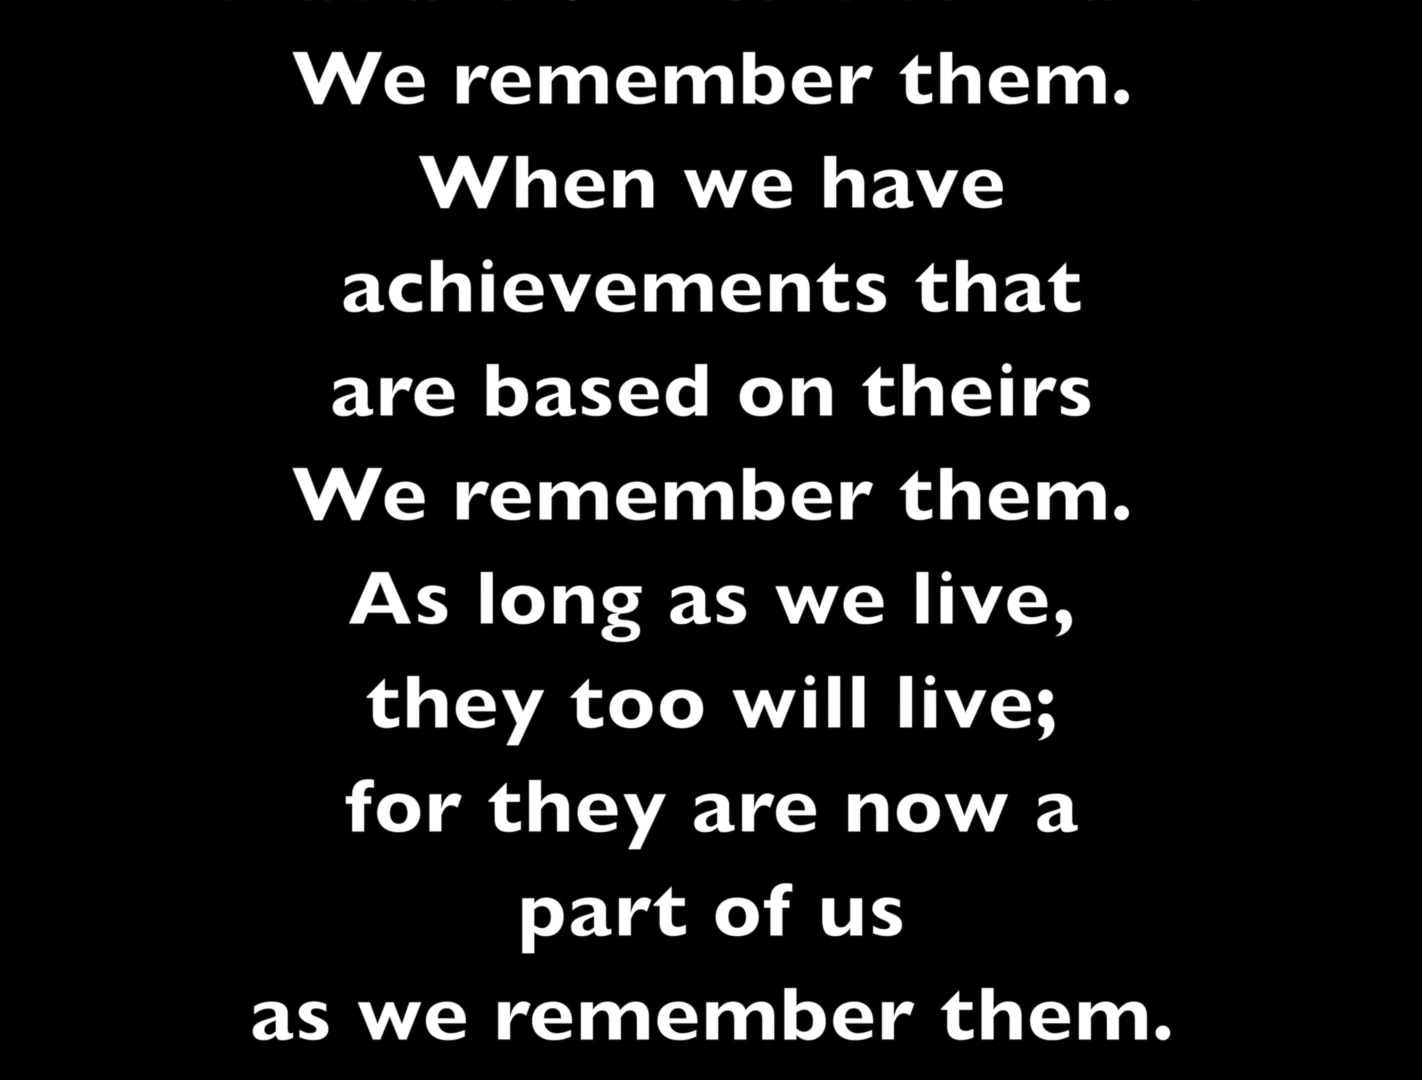 We remember them.
When we have
achievements that
are based on theirs
We remember them.
As long as we live,
they too will live;
for they are now a
part of us
as we remember them.